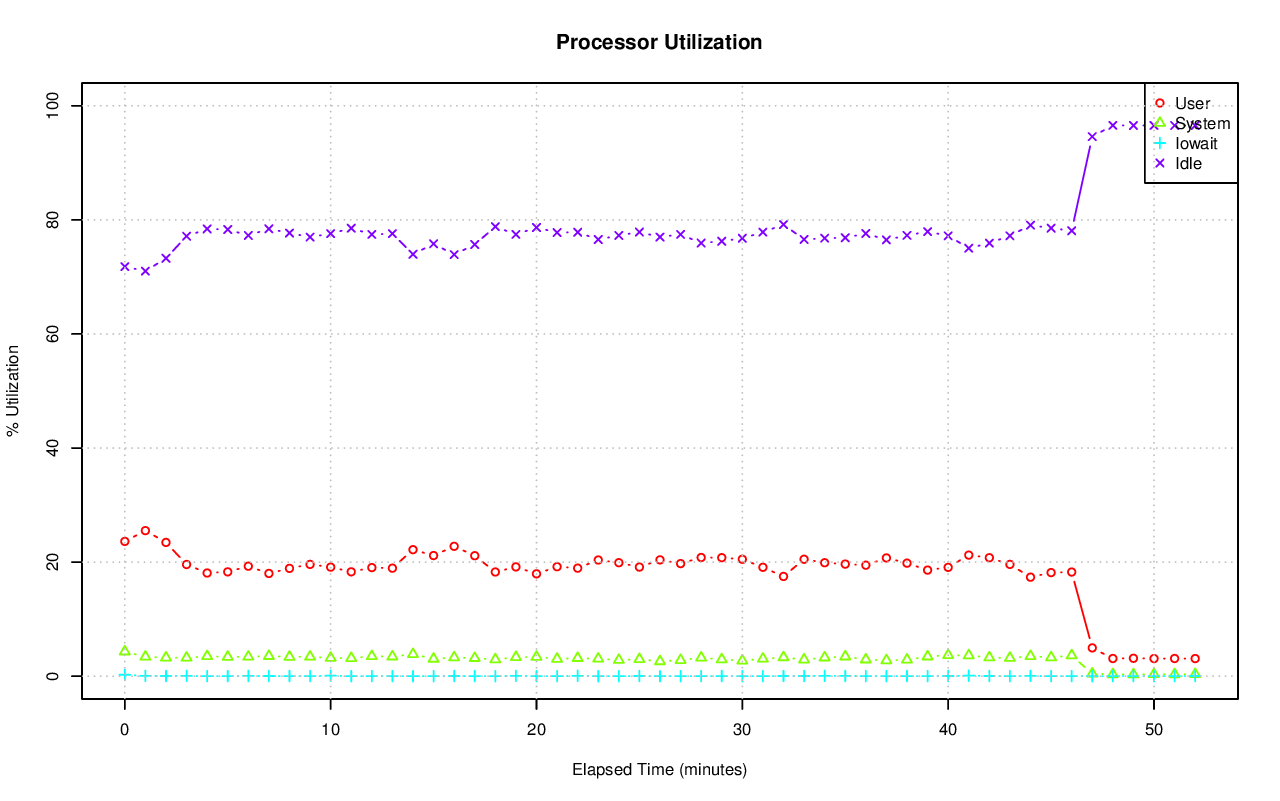 Processor Utilization
% Utilization
100
80
60
40
20
0
User
System
Iowait
Idle
0 10 20 30 40 50
Elapsed Time (minutes)